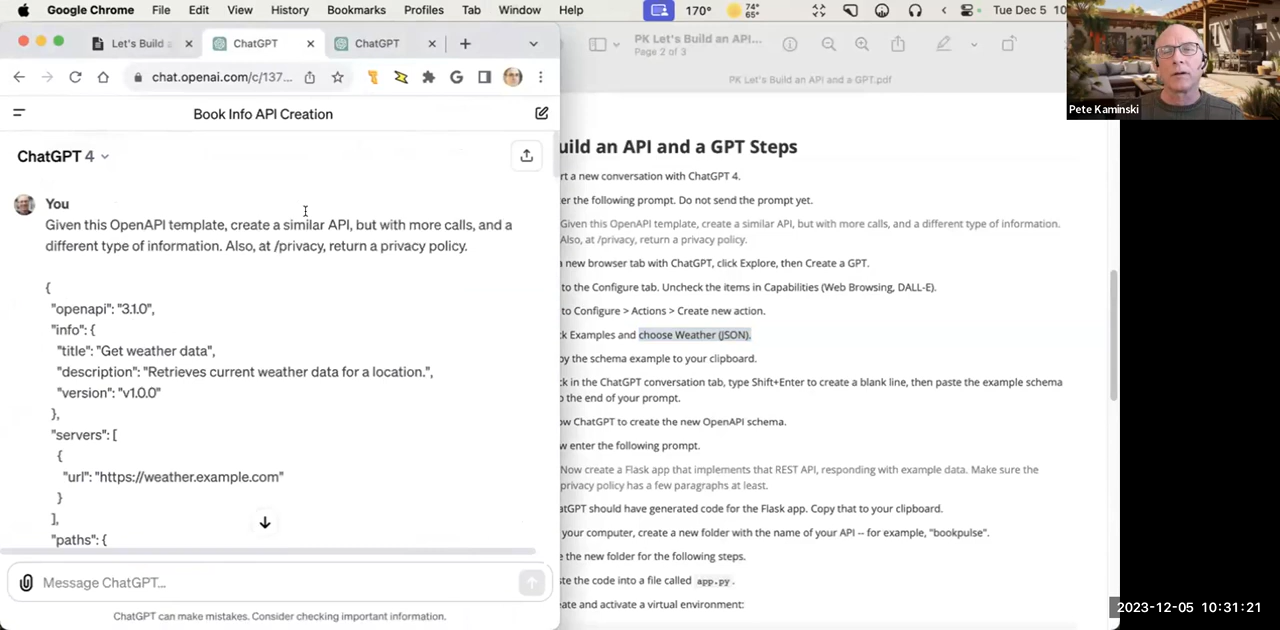 Google Chrome File Edit View History Bookmarks Profiles Tab Window Help 170° 74° 65° Tue Dec 5 10
Let's Build ChatGPT ChatGPT
chat.openai.com/c/137...
Book Info API Creation
ChatGPT 4
You
Given this OpenAPI template, create a similar API, but with more calls, and a
different type of information. Also, at /privacy, return a privacy policy.
{
"openapi": "3.1.0",
"info": {
"title": "Get weather data",
"description": "Retrieves current weather data for a location.",
"version": "v1.0.0"
},
"servers": [
{
"url": "https://weather.example.com"
}
],
"paths": {
Message ChatGPT...
ChatGPT can make mistakes. Consider checking important information.
PK Let's Build an API...
Page 2 of 3
PK Let's Build an API and a GPT.pdf
uild an API and a GPT Steps
rt a new conversation with ChatGPT 4.
er the following prompt. Do not send the prompt yet.
Given this OpenAPI template, create a similar API, but with more calls, and a different type of information.
Also, at /privacy, return a privacy policy.
a new browser tab with ChatGPT, click Explore, then Create a GPT.
to the Configure tab. Uncheck the items in Capabilities (Web Browsing, DALL-E).
to Configure > Actions > Create new action.
ck Examples and choose Weather (JSON).
py the schema example to your clipboard.
ck in the ChatGPT conversation tab, type Shift+Enter to create a blank line, then paste the example schema
o the end of your prompt.
ow ChatGPT to create the new OpenAPI schema.
w enter the following prompt.
Now create a Flask app that implements that REST API, responding with example data. Make sure the
privacy policy has a few paragraphs at least.
atGPT should have generated code for the Flask app. Copy that to your clipboard.
your computer, create a new folder with the name of your API -- for example, "bookpulse".
e the new folder for the following steps.
ste the code into a file called app.py.
eate and activate a virtual environment:
Pete Kaminski
2023-12-05 10:31:21